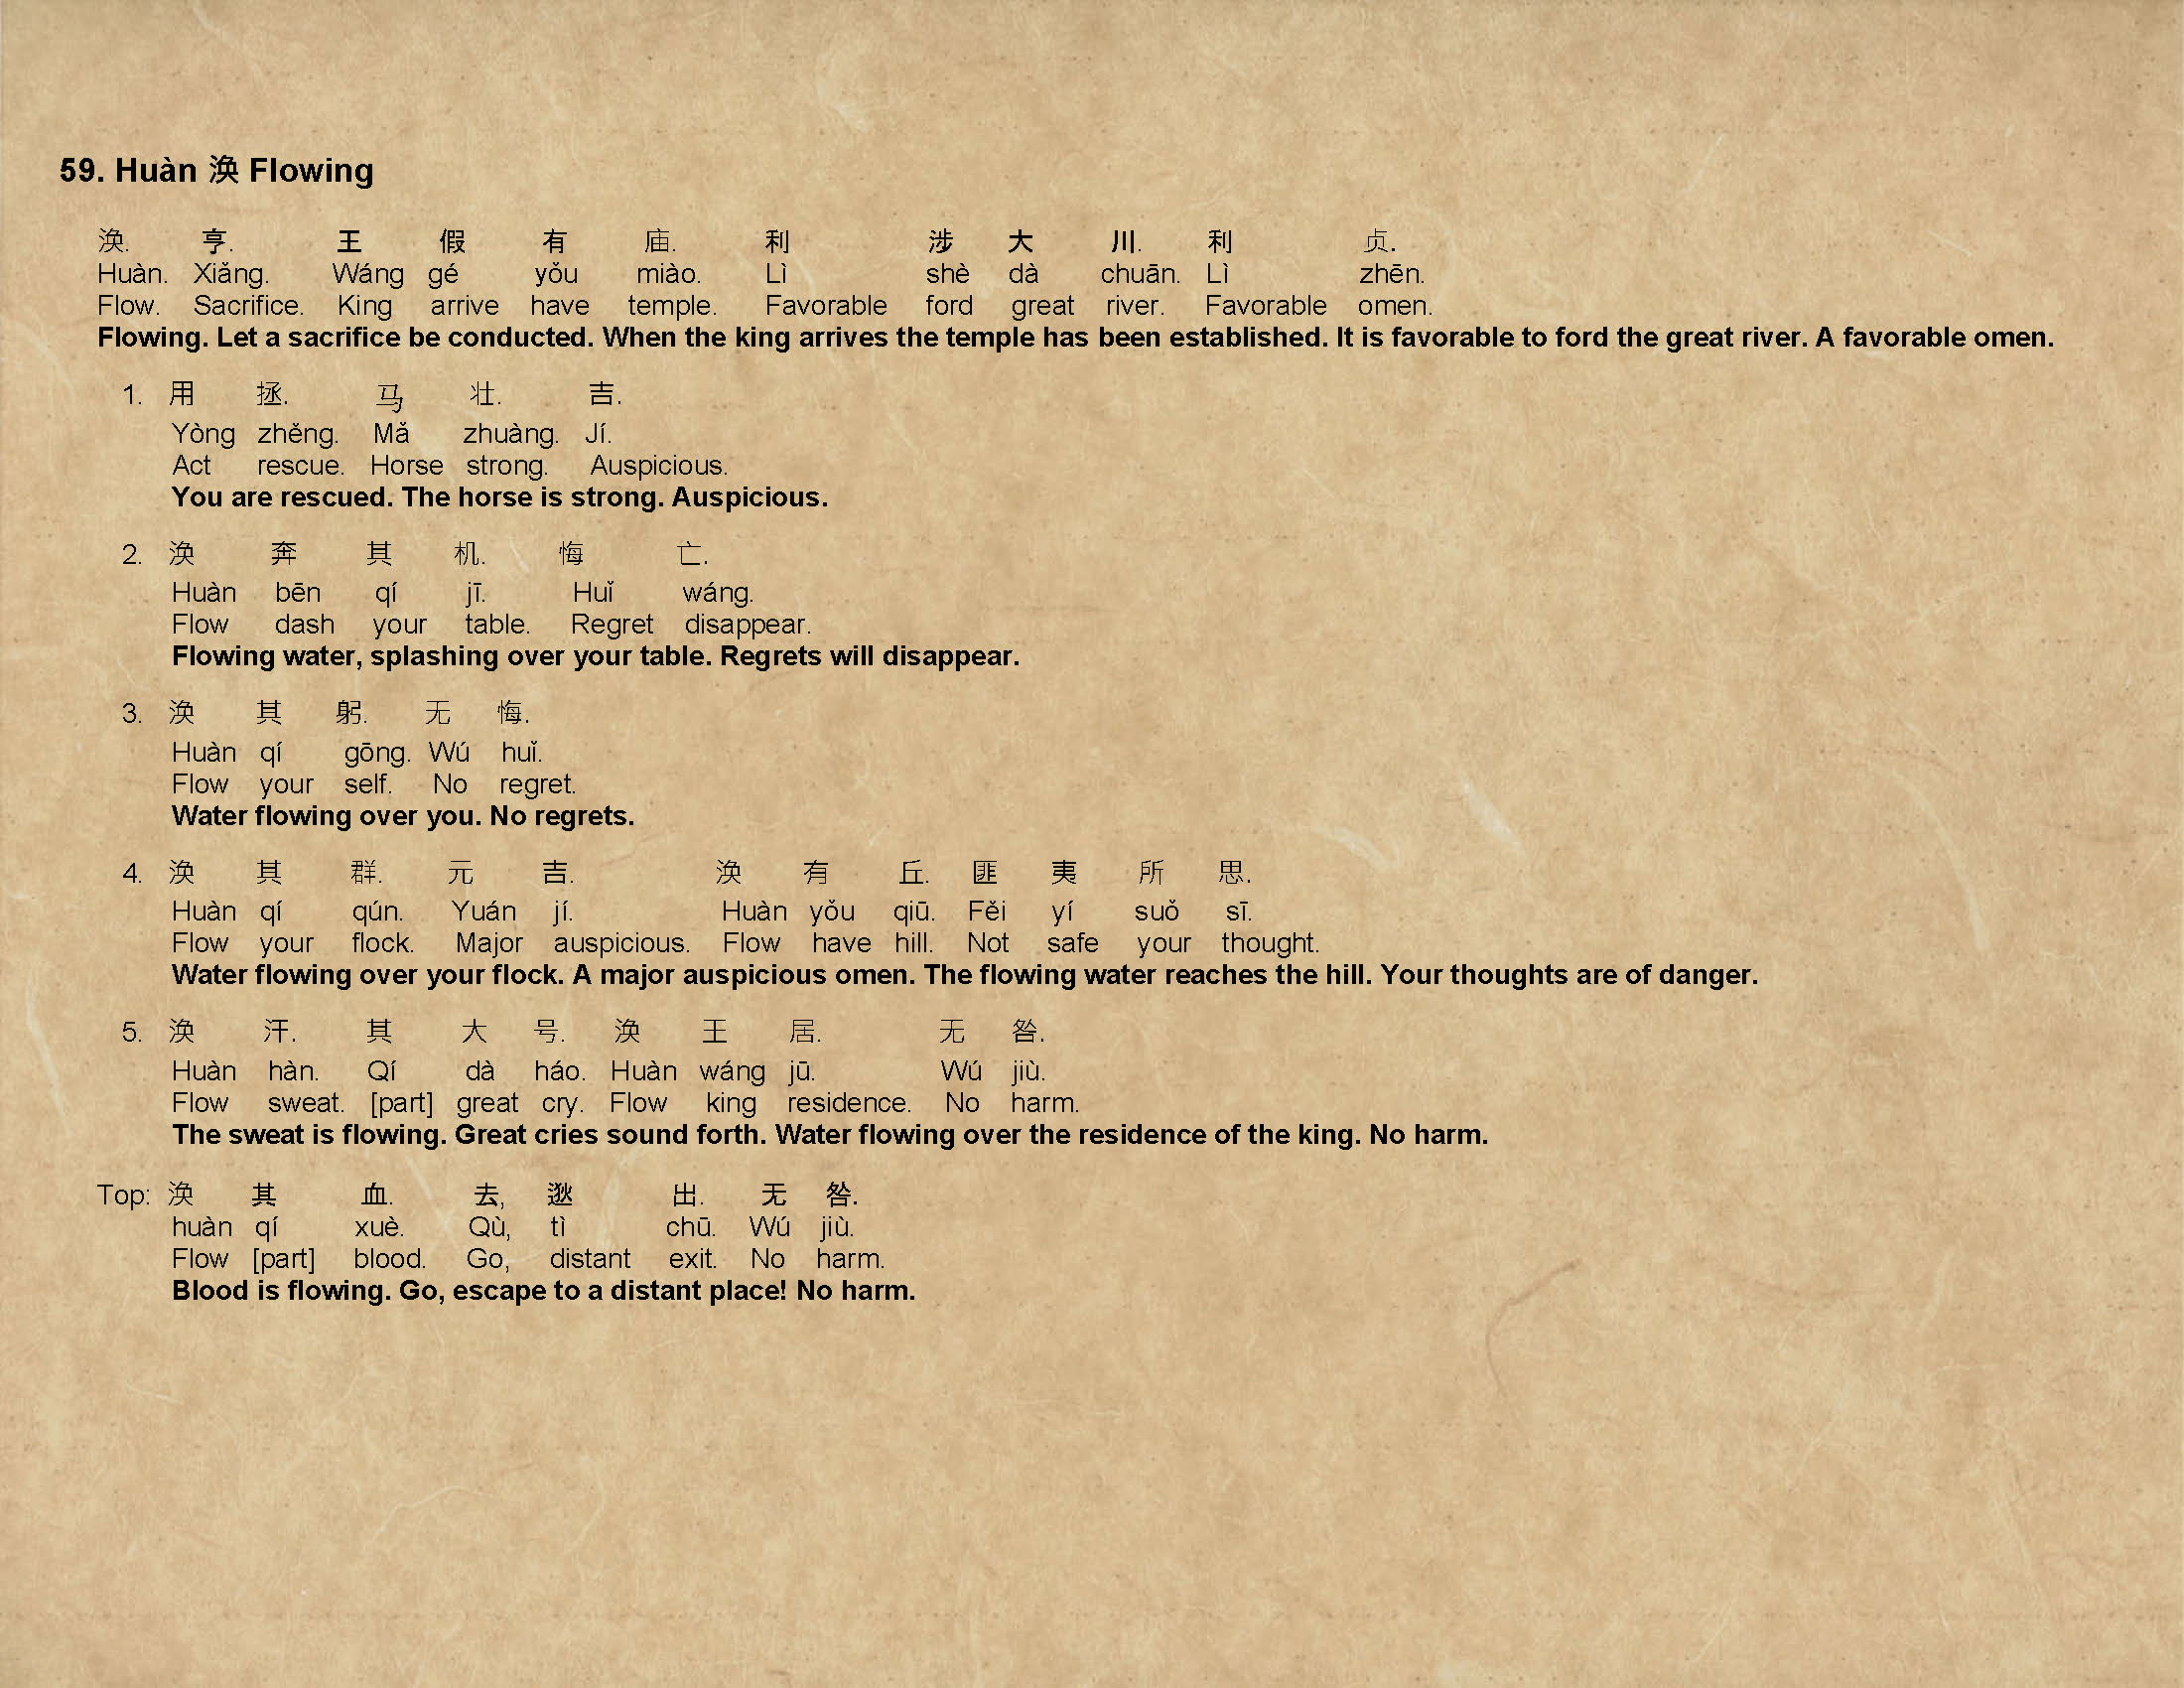 59. Huàn 涣 Flowing
涣. 亨. 王 假 有 庙. 利 涉 大 川. 利 贞.
Huàn. Xiǎng. Wáng gé yǒu miào. Lì shè dà chuān. Lì zhēn.
Flow. Sacrifice. King arrive have temple. Favorable ford great river. Favorable omen.
Flowing. Let a sacrifice be conducted. When the king arrives the temple has been established. It is favorable to ford the great river. A favorable omen.
1. 用 拯. 马 壮. 吉.
Yòng zhěng. Mǎ zhuàng. Jí.
Act rescue. Horse strong. Auspicious.
You are rescued. The horse is strong. Auspicious.
2. 涣 奔 其 机. 悔 亡.
Huàn bēn qí jī. Huǐ wáng.
Flow dash your table. Regret disappear.
Flowing water, splashing over your table. Regrets will disappear.
3. 涣 其 躬. 无 悔.
Huàn qí gōng. Wú huǐ.
Flow your self. No regret.
Water flowing over you. No regrets.
4. 涣 其 群. 元 吉. 涣 有 丘. 匪 夷 所 思.
Huàn qí qún. Yuán jí. Huàn yǒu qiū. Fěi yí suǒ sī.
Flow your flock. Major auspicious. Flow have hill. Not safe your thought.
Water flowing over your flock. A major auspicious omen. The flowing water reaches the hill. Your thoughts are of danger.
5. 涣 汗. 其 大 号. 涣 王 居. 无 咎.
Huàn hàn. Qí dà háo. Huàn wáng jū. Wú jiù.
Flow sweat. [part] great cry. Flow king residence. No harm.
The sweat is flowing. Great cries sound forth. Water flowing over the residence of the king. No harm.
Top: 涣 其 血. 去, 逖 出. 无 咎.
huàn qí xuè. Qù, tì chū. Wú jiù.
Flow [part] blood. Go, distant exit. No harm.
Blood is flowing. Go, escape to a distant place! No harm.